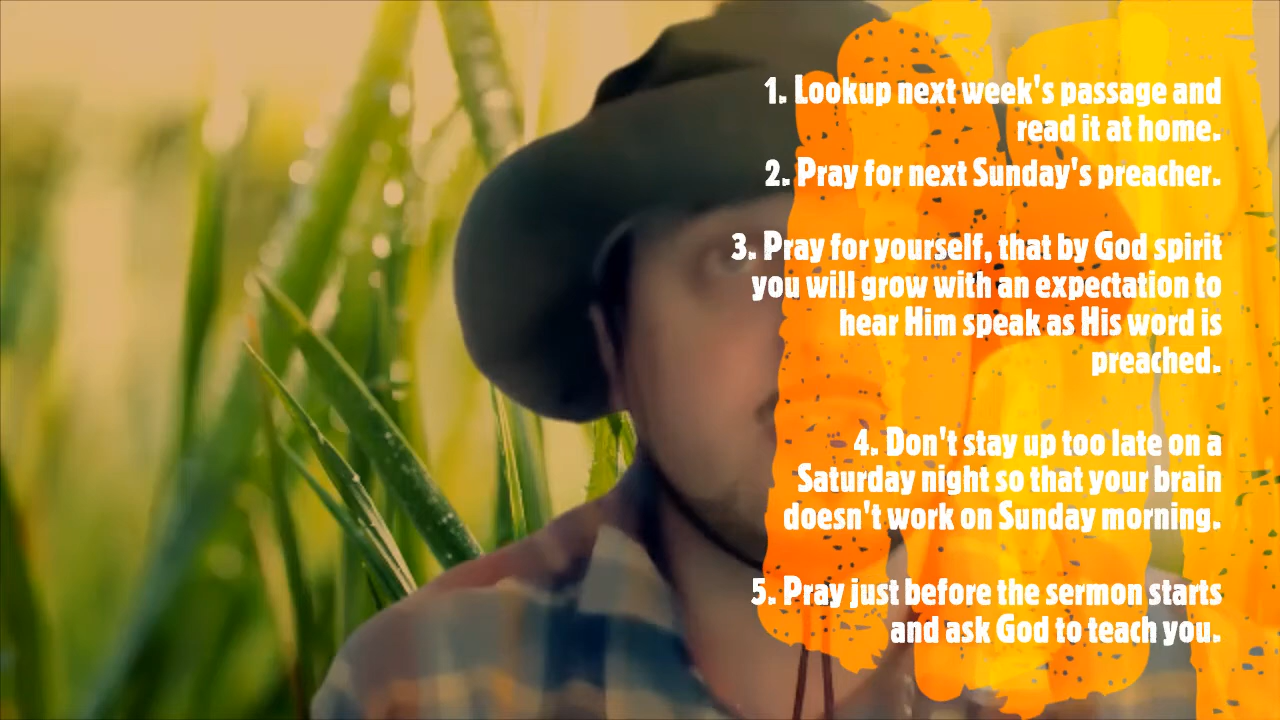 1. Lookup next week's passage and
read it at home.
2. Pray for next Sunday's preacher.
3. Pray for yourself, that by God spirit
you will grow with an expectation to
hear Him speak as His word is
preached.
4. Don't stay up too late on a
Saturday night so that your brain
doesn't work on Sunday morning.
5. Pray just before the sermon starts
and ask God to teach you.